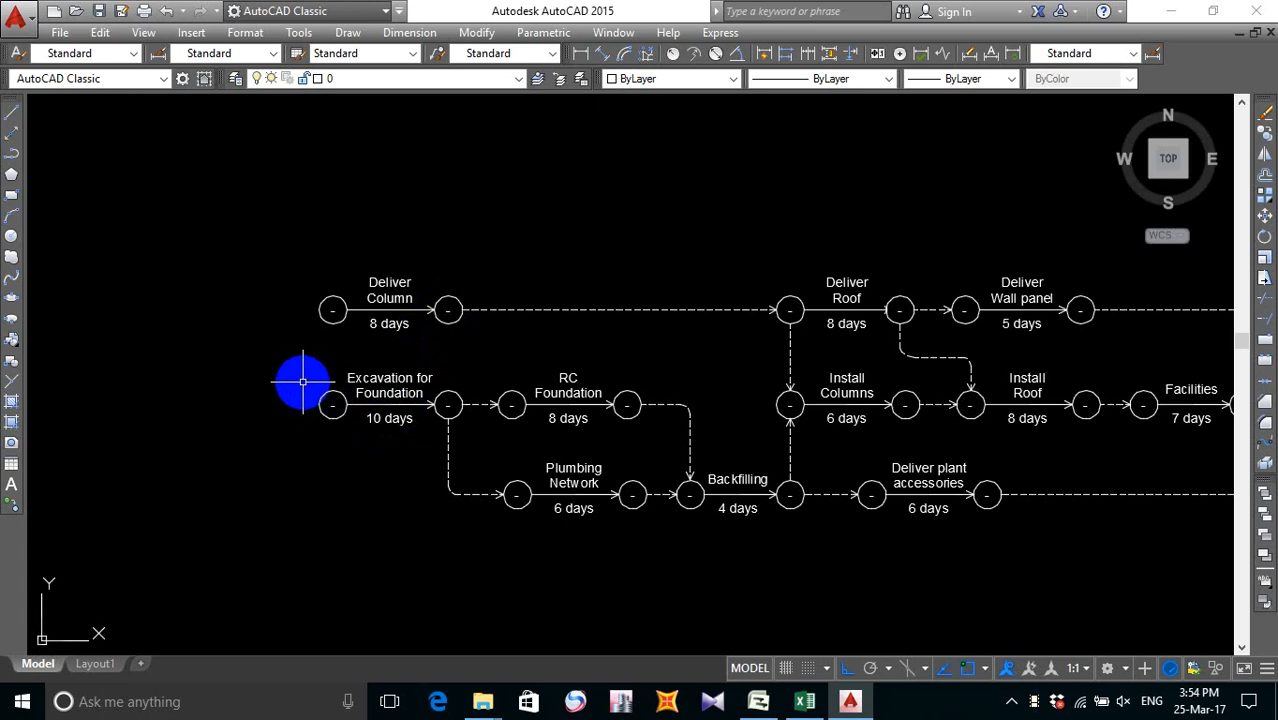 AutoCAD Classic
Autodesk AutoCAD 2015
Type a keyword or phrase
Sign In
File Edit View Insert Format Tools Draw Dimension Modify Parametric Window Help Express
Standard Standard Standard Standard Standard
AutoCAD Classic 0 ByLayer ByLayer ByLayer ByColor
N
W TOP E
S
WCS
Deliver
Column
8 days
Deliver
Roof
8 days
Deliver
Wall panel
5 days
Excavation for
Foundation
10 days
RC
Foundation
8 days
Install
Columns
6 days
Install
Roof
8 days
Facilities
7 days
Plumbing
Network
6 days
Backfilling
4 days
Deliver plant
accessories
6 days
Y
X
Model Layout1 +
MODEL 1:1
Ask me anything
ENG
3:54 PM
25-Mar-17